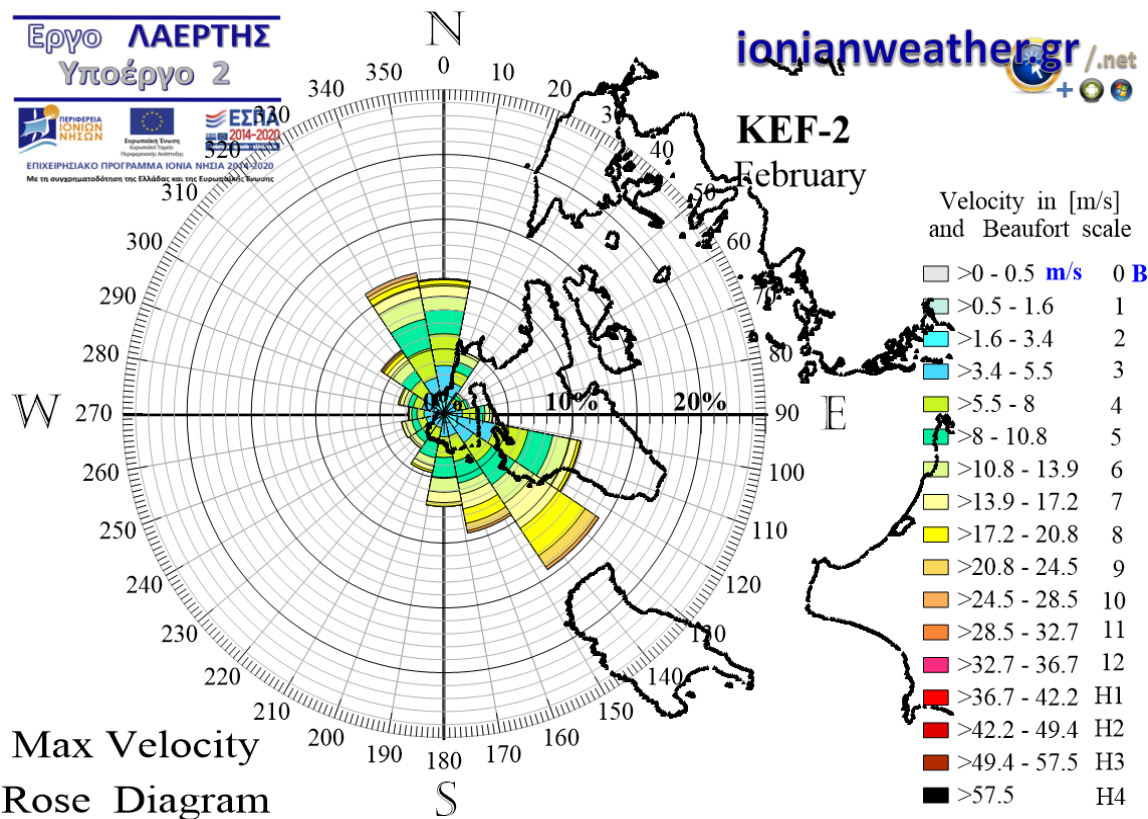 Εργο ΛΑΕΡΤΗΣ
Υποέργο 2
ΠΕΡΙΦΕΡΕΙΑ
ΙΟΝΙΩΝ
ΝΗΣΩΝ
Ευρωπαϊκή Ένωση
Ευρωπαϊκό Ταμείο
Περιφερειακής Ανάπτυξης
ΕΣΠΑ
2014-2020
ΕΠΙΧΕΙΡΗΣΙΑΚΟ ΠΡΟΓΡΑΜΜΑ ΙΟΝΙΑ ΝΗΣΙΑ 2014-2020
Με τη συγχρηματοδότηση της Ελλάδας και της Ευρωπαϊκής Ένωσης
ionianweather.gr /.net
+
KEF-2
February
N
0
10
20
30
40
50
60
70
80
90
E
100
110
120
130
140
150
160
170
180
S
190
200
210
220
230
240
250
260
270
W
280
290
300
310
320
330
340
350
0%
10%
20%
Velocity in [m/s]
and Beaufort scale
>0 - 0.5 m/s 0 B
>0.5 - 1.6 1
>1.6 - 3.4 2
>3.4 - 5.5 3
>5.5 - 8 4
>8 - 10.8 5
>10.8 - 13.9 6
>13.9 - 17.2 7
>17.2 - 20.8 8
>20.8 - 24.5 9
>24.5 - 28.5 10
>28.5 - 32.7 11
>32.7 - 36.7 12
>36.7 - 42.2 H1
>42.2 - 49.4 H2
>49.4 - 57.5 H3
>57.5 H4
Max Velocity
Rose Diagram